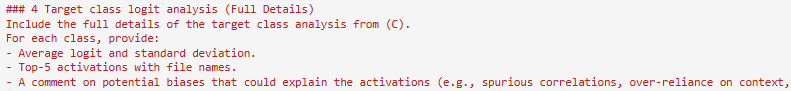 ### 4 Target class logit analysis (Full Details)
Include the full details of the target class analysis from (C).
For each class, provide:
- Average logit and standard deviation.
- Top-5 activations with file names.
- A comment on potential biases that could explain the activations (e.g., spurious correlations, over-reliance on context,